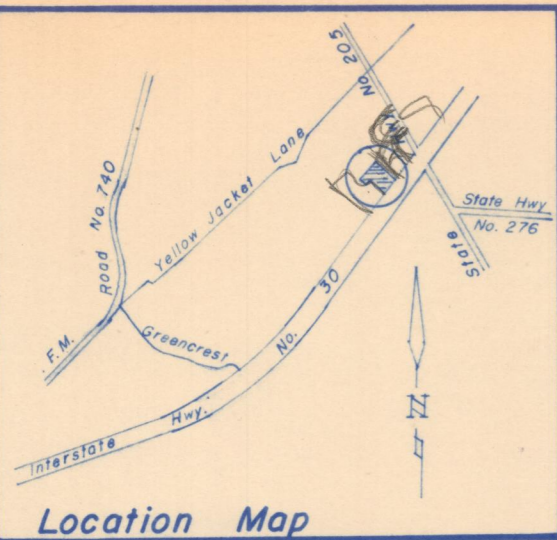 State Hwy. No. 205
Yellow Jacket Lane
State Hwy
No. 276
F.M. Road No. 740
Greencrest
Interstate Hwy. No. 30
N
Location Map